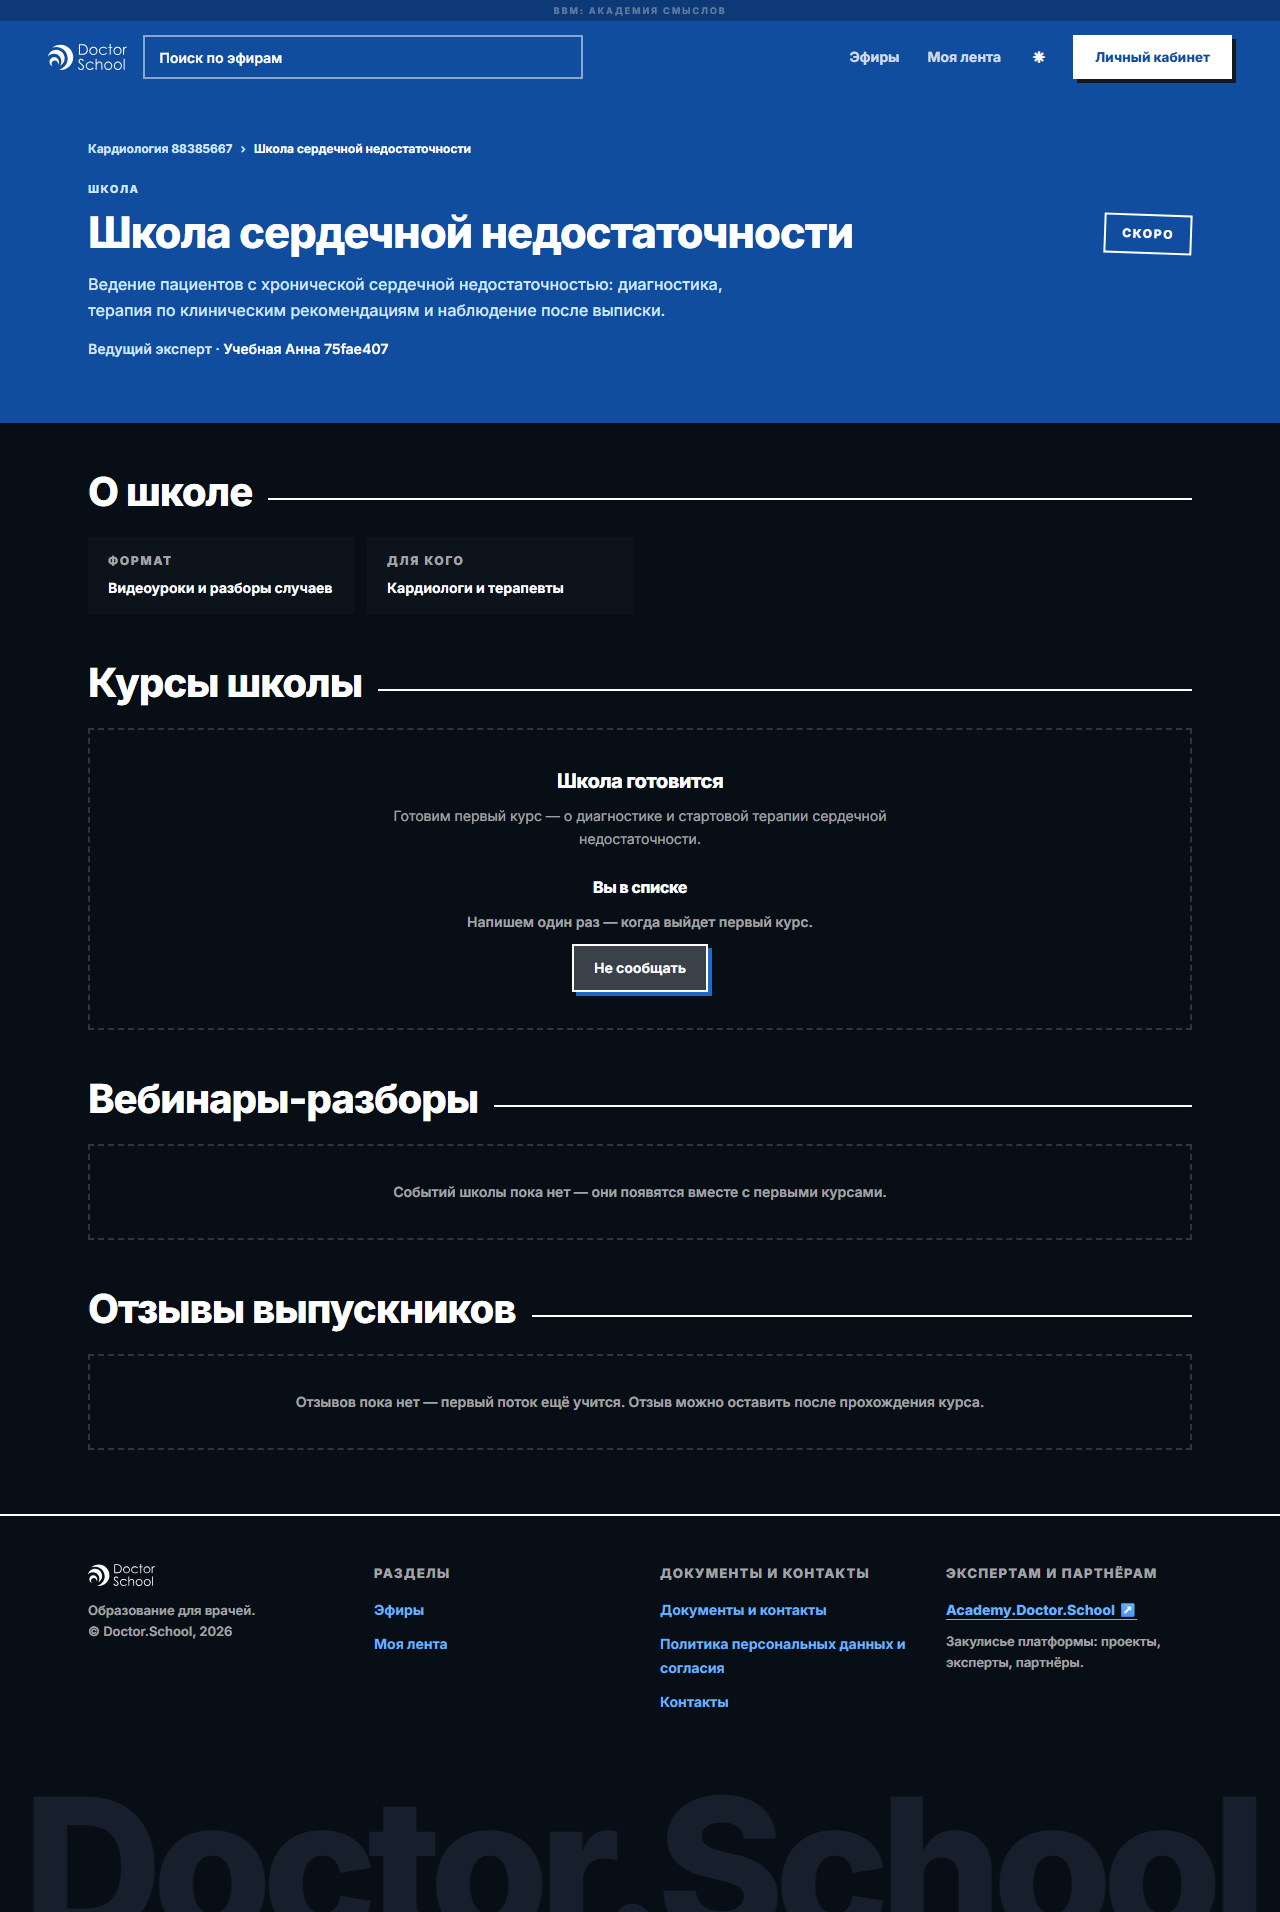 ВВМ: АКАДЕМИЯ СМЫСЛОВ
Doctor School
Поиск по эфирам
Эфиры
Моя лента
Личный кабинет
Кардиология 88385667 › Школа сердечной недостаточности
ШКОЛА
Школа сердечной недостаточности
СКОРО
Ведение пациентов с хронической сердечной недостаточностью: диагностика,
терапия по клиническим рекомендациям и наблюдение после выписки.
Ведущий эксперт · Учебная Анна 75fae407
О школе
ФОРМАТ
Видеоуроки и разборы случаев
ДЛЯ КОГО
Кардиологи и терапевты
Курсы школы
Школа готовится
Готовим первый курс — о диагностике и стартовой терапии сердечной
недостаточности.
Вы в списке
Напишем один раз — когда выйдет первый курс.
Не сообщать
Вебинары-разборы
Событий школы пока нет — они появятся вместе с первыми курсами.
Отзывы выпускников
Отзывов пока нет — первый поток ещё учится. Отзыв можно оставить после прохождения курса.
Doctor School
Образование для врачей.
© Doctor.School, 2026
РАЗДЕЛЫ
Эфиры
Моя лента
ДОКУМЕНТЫ И КОНТАКТЫ
Документы и контакты
Политика персональных данных и
согласия
Контакты
ЭКСПЕРТАМ И ПАРТНЁРАМ
Academy.Doctor.School ↗
Закулисье платформы: проекты,
эксперты, партнёры.
Doctor.School